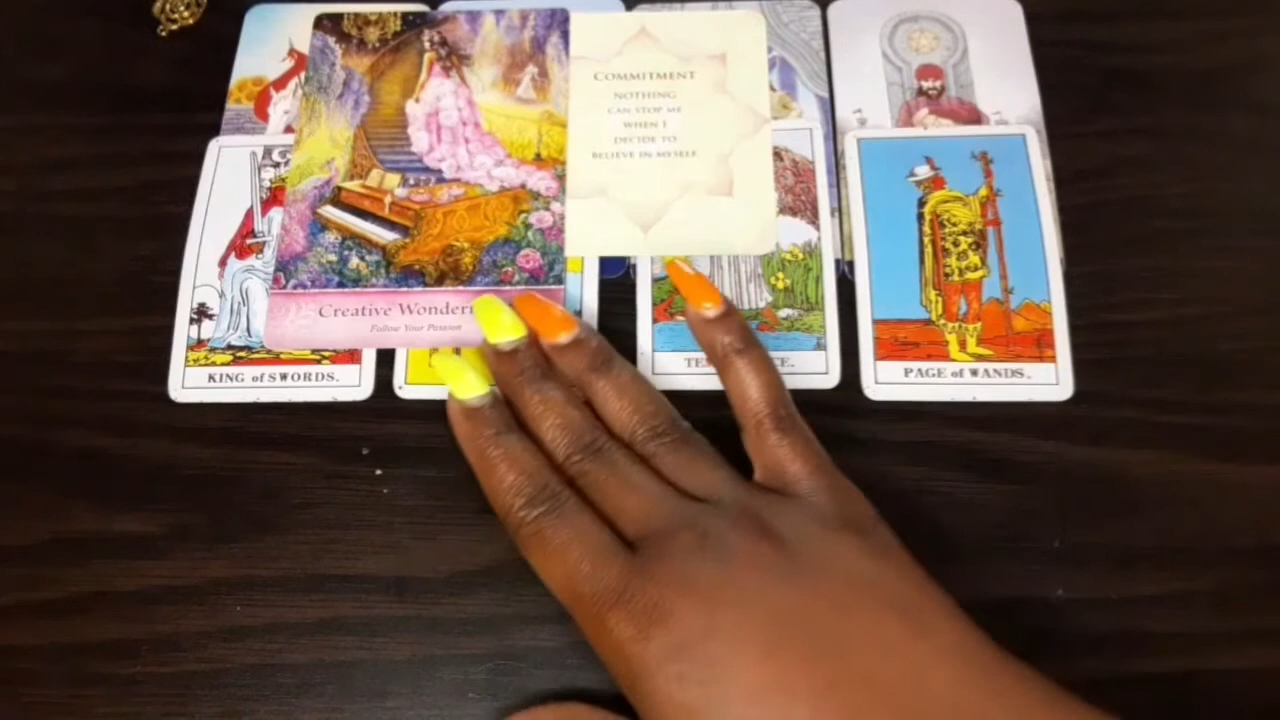 COMMITMENT
NOTHING
CAN STOP ME
WHEN I
DECIDE TO
BELIEVE IN MYSELF
Creative
Follow Your Passion
KING of SWORDS.
PAGE of WANDS.